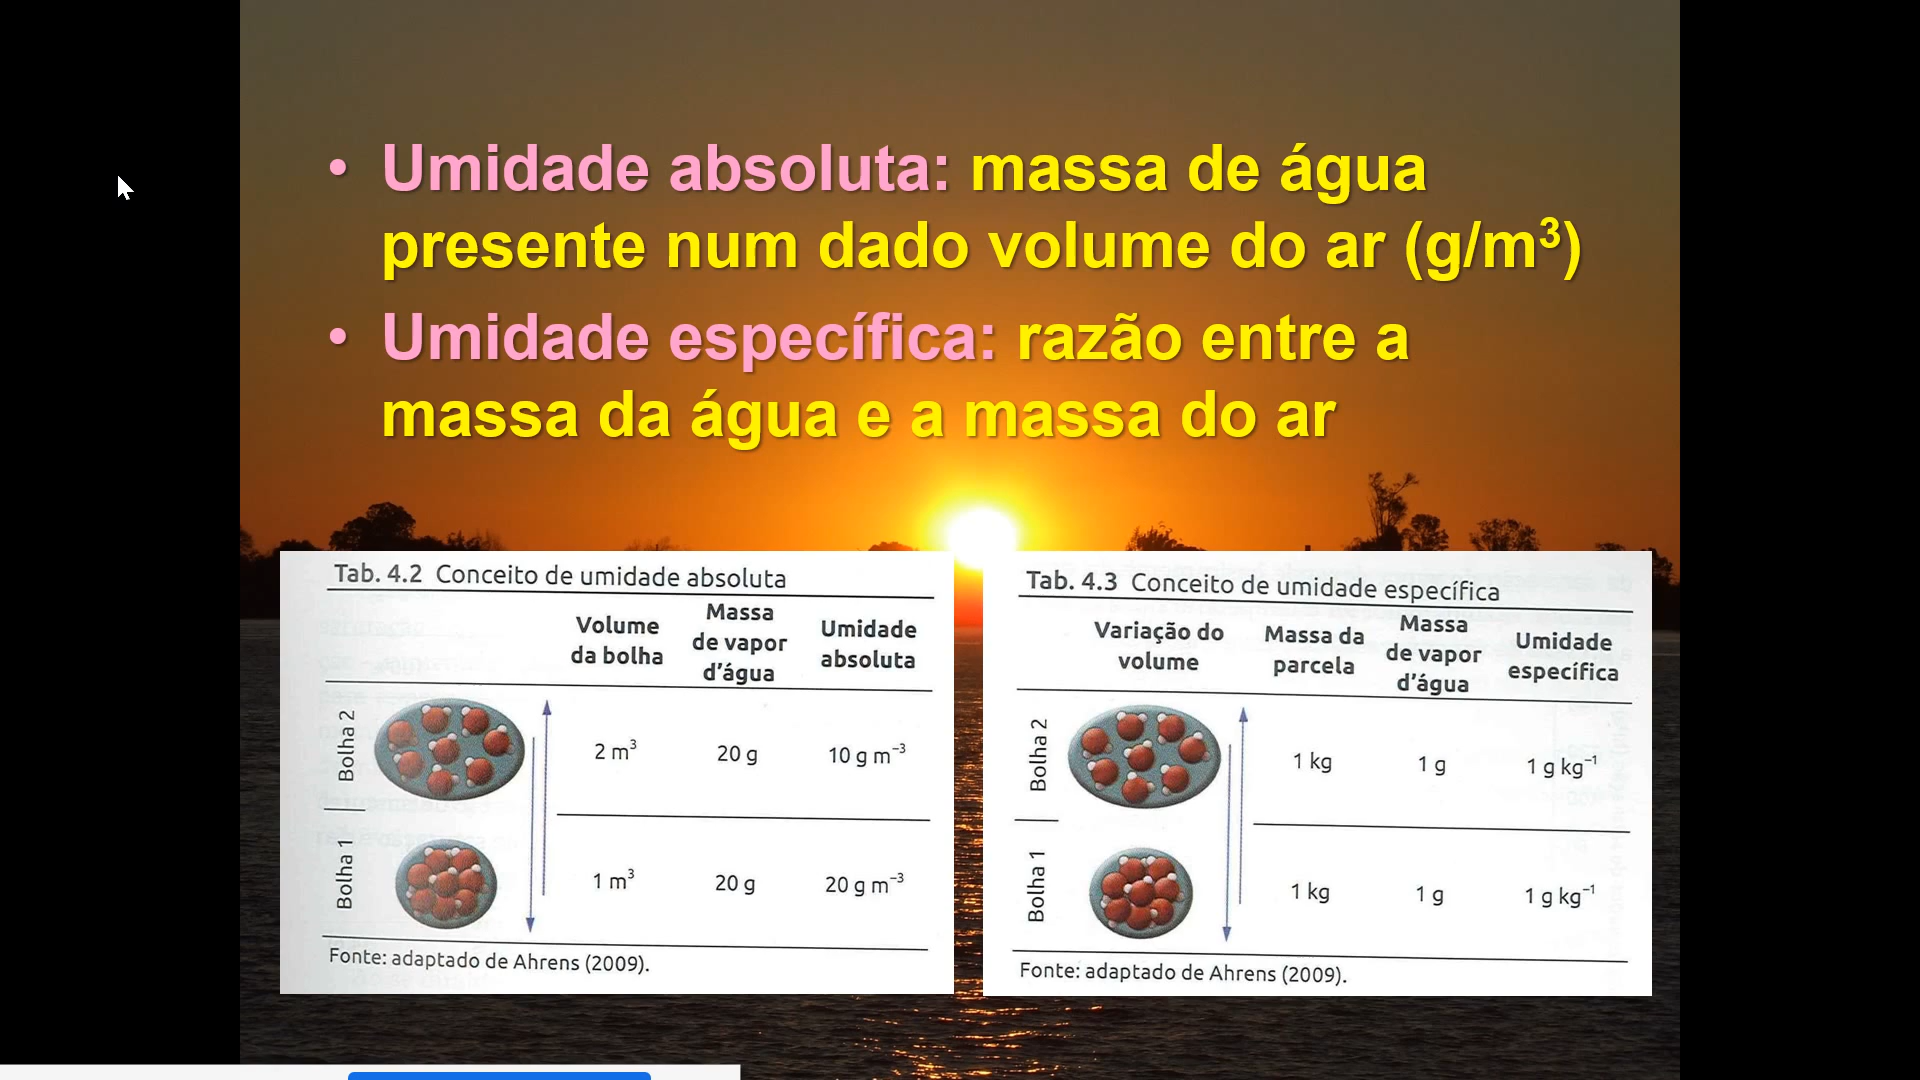 • Umidade absoluta: massa de água
presente num dado volume do ar (g/m³)
• Umidade específica: razão entre a
massa da água e a massa do ar
Tab. 4.2 Conceito de umidade absoluta
Volume da bolha Massa de vapor d'água Umidade absoluta
Bolha 2 2 m³ 20 g 10 g m⁻³
Bolha 1 1 m³ 20 g 20 g m⁻³
Fonte: adaptado de Ahrens (2009).
Tab. 4.3 Conceito de umidade específica
Variação do volume Massa da parcela Massa de vapor d'água Umidade específica
Bolha 2 1 kg 1 g 1 g kg⁻¹
Bolha 1 1 kg 1 g 1 g kg⁻¹
Fonte: adaptado de Ahrens (2009).